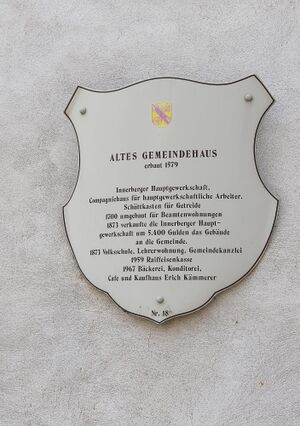 ALTES GEMEINDEHAUS
erbaut 1579
Innerberger Hauptgewerkschaft,
Compagniehaus für hauptgewerkschaftliche Arbeiter.
Schüttkasten für Getreide
1700 umgebaut für Beamtenwohnungen
1873 verkaufte die Innerberger Haupt-
gewerkschaft um 5.400 Gulden das Gebäude
an die Gemeinde.
1873 Volksschule, Lehrerwohnung, Gemeindekanzlei
1959 Raiffeisenkasse
1967 Bäckerei, Konditorei,
Cafe und Kaufhaus Erich Kämmerer
Nr. 18